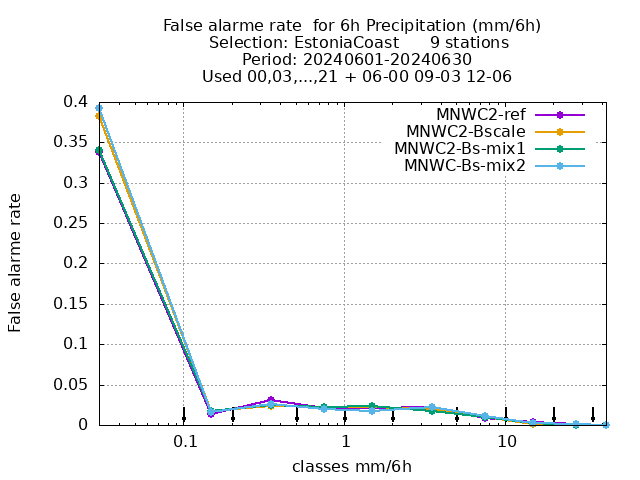 False alarme rate  for 6h Precipitation (mm/6h)
Selection: EstoniaCoast      9 stations
Period: 20240601-20240630
Used 00,03,...,21 + 06-00 09-03 12-06
MNWC2-ref
MNWC2-Bscale
MNWC2-Bs-mix1
MNWC-Bs-mix2
False alarme rate
0.4
0.35
0.3
0.25
0.2
0.15
0.1
0.05
0
0.1 1 10
classes mm/6h